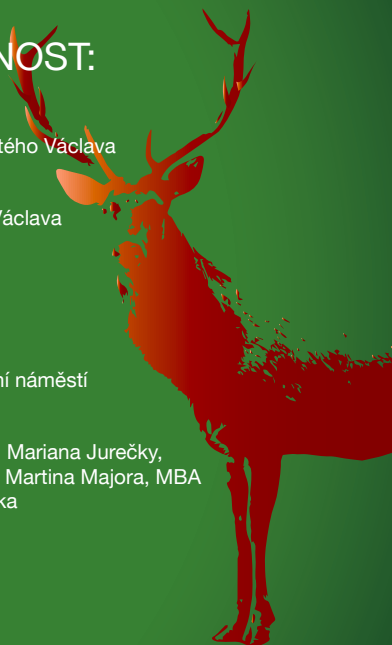 NOST:
tého Václava
Václava
ní náměstí
Mariana Jurečky,
Martina Majora, MBA
ka